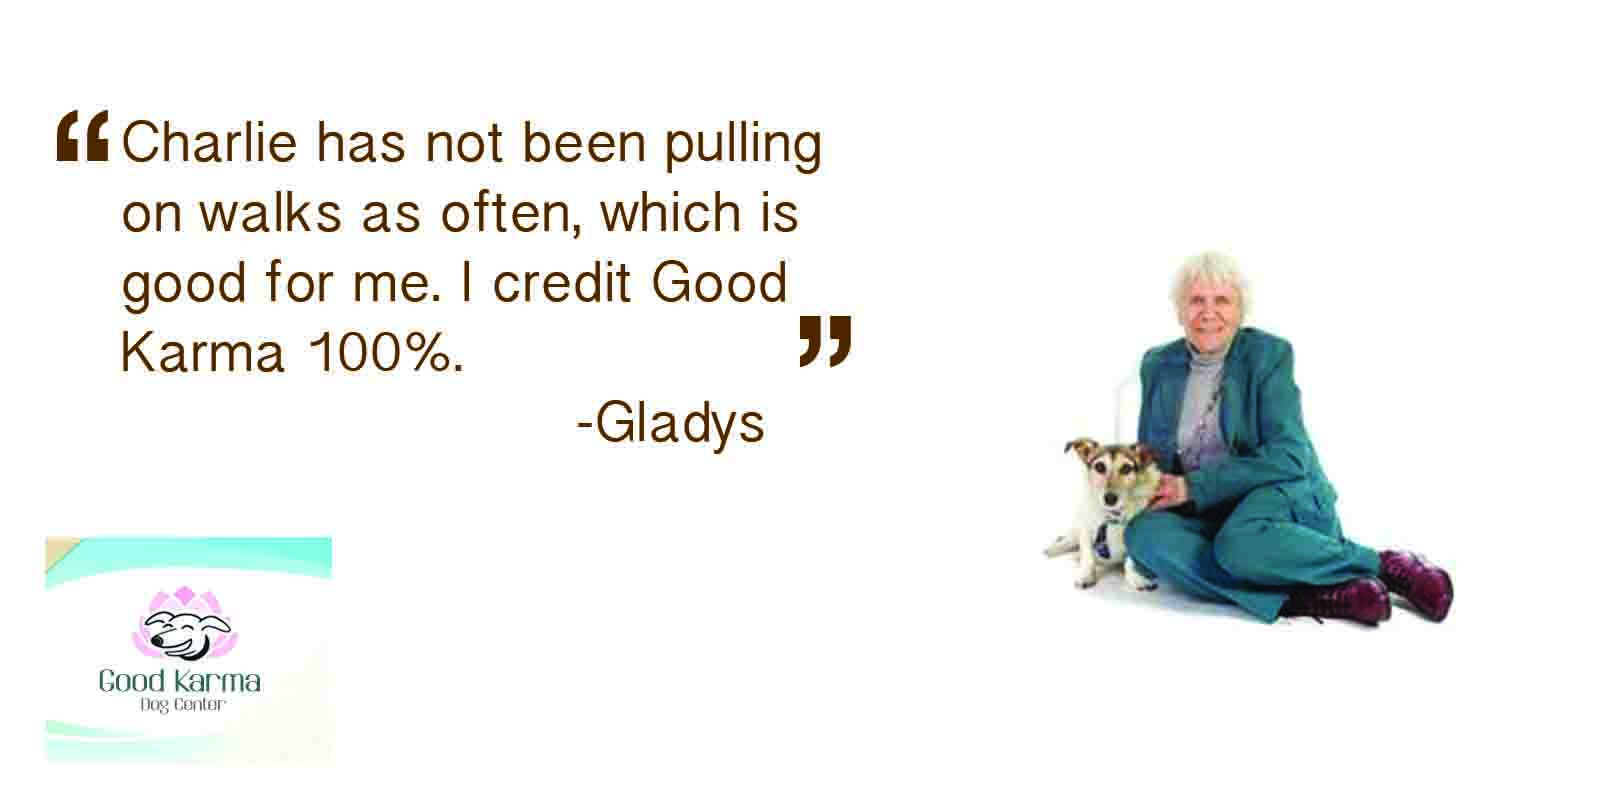 “Charlie has not been pulling
on walks as often, which is
good for me. I credit Good
Karma 100%.”
-Gladys
Good Karma
Dog Center